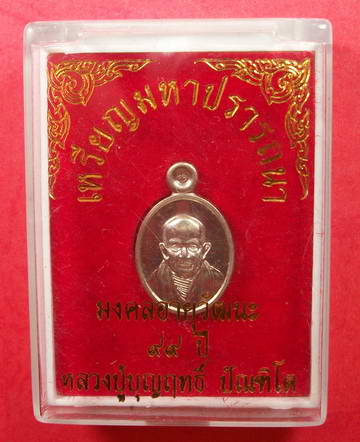 เหรียญมหาปรารถนา
มงคลอายุวัฒนะ
๙๙ ปี
หลวงปู่บุญฤทธิ์ ปัณฑิโต